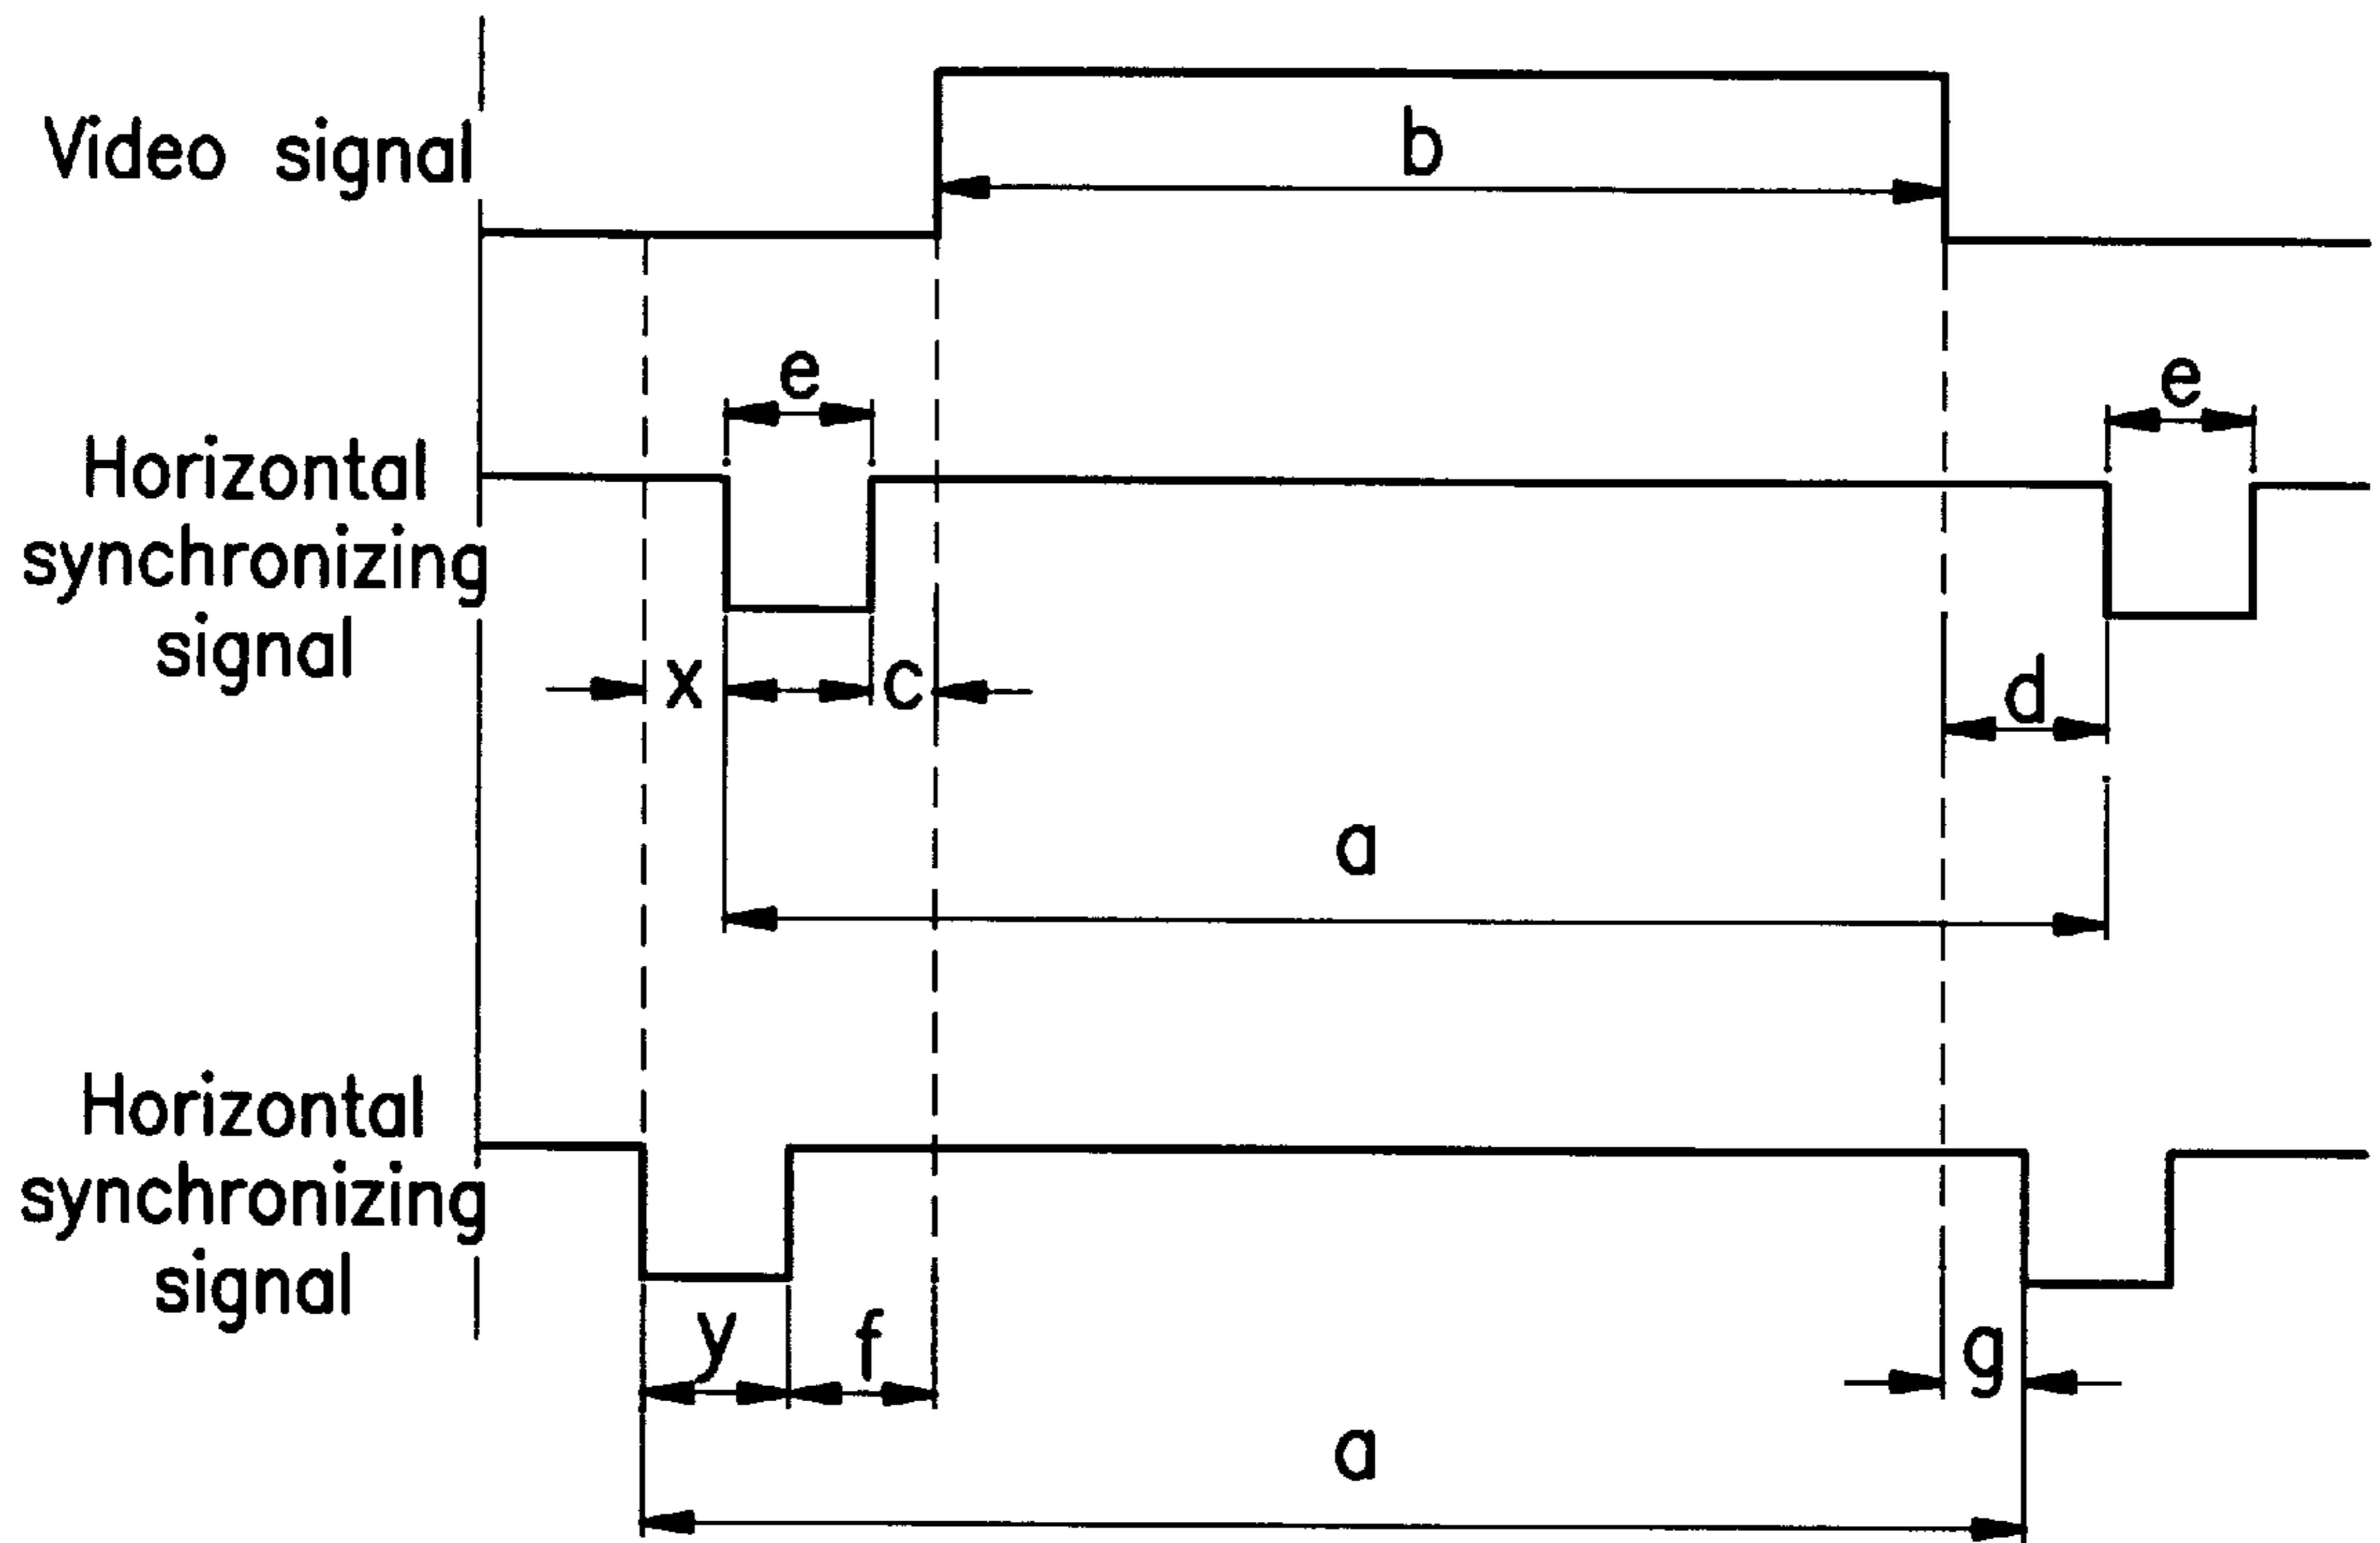 Video signal
b
e
e
Horizontal
synchronizing
signal
x
c
d
a
Horizontal
synchronizing
signal
y
f
g
a